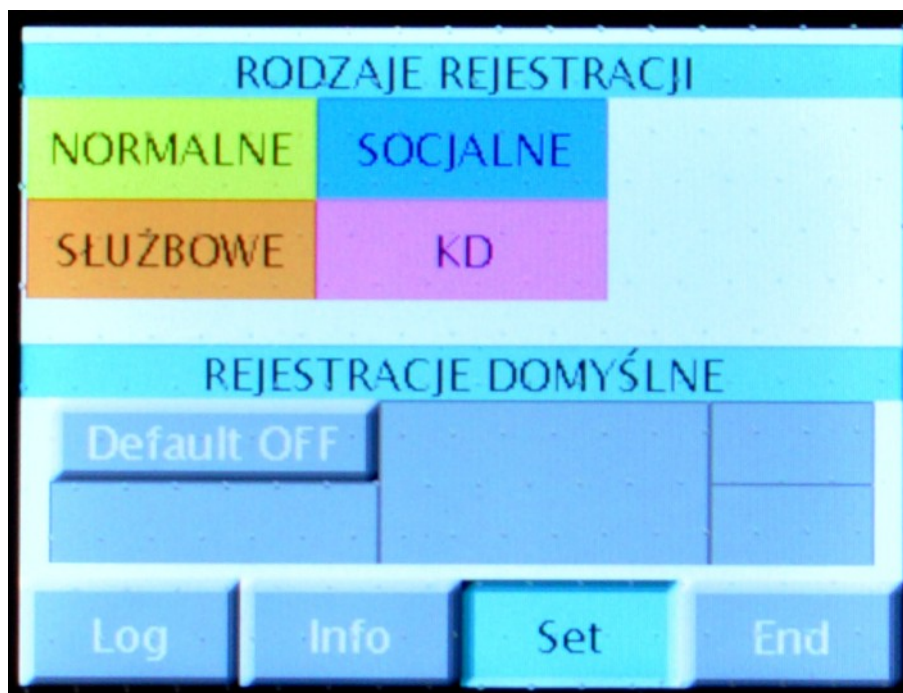 RODZAJE REJESTRACJI
NORMALNE SOCJALNE
SŁUŻBOWE KD
REJESTRACJE DOMYŚLNE
Default OFF
Log Info Set End